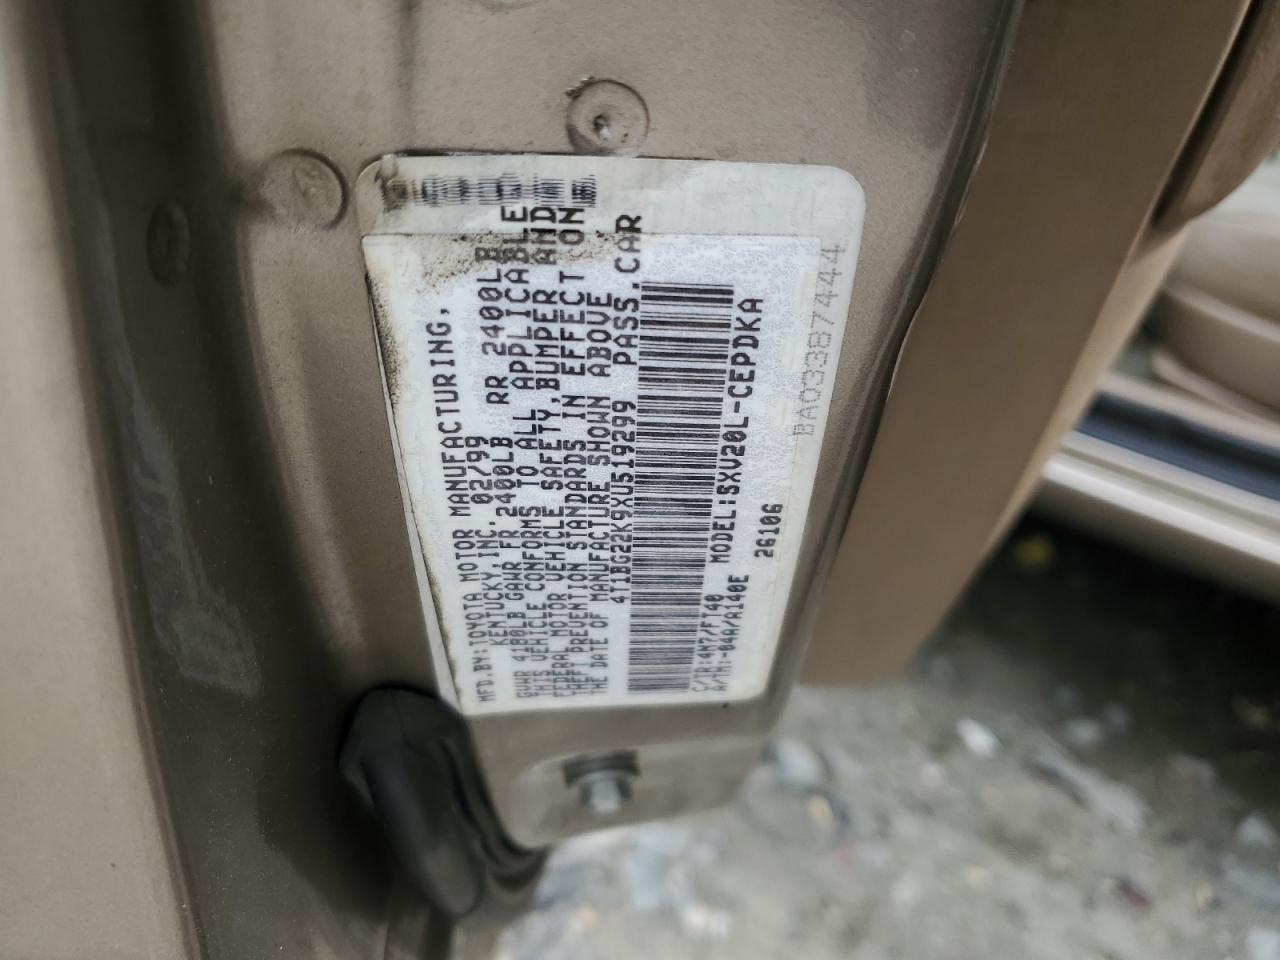 MFD.BY:TOYOTA MOTOR MANUFACTURING,
KENTUCKY,INC. 02/99
GVWR 4180LB GAWR FR 2400LB RR 2400LB
THIS VEHICLE CONFORMS TO ALL APPLICABLE
FEDERAL MOTOR VEHICLE SAFETY,BUMPER AND
THEFT PREVENTION STANDARDS IN EFFECT ON
THE DATE OF MANUFACTURE SHOWN ABOVE
4T1BG22K9XU519299 PASS.CAR
C/TR:4M7/FT40 MODEL:SXV20L-CEPDKA
A/TM:-04A/A140E 26106
BA03387444